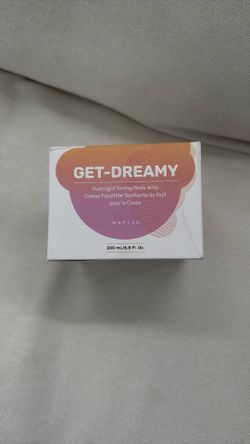 GET-DREAMY
Overnight Toning Body Whip
Crème Fouettée Tonifiante de Nuit
pour le Corps
MAËLYS
200 mL/6.8 Fl. Oz.